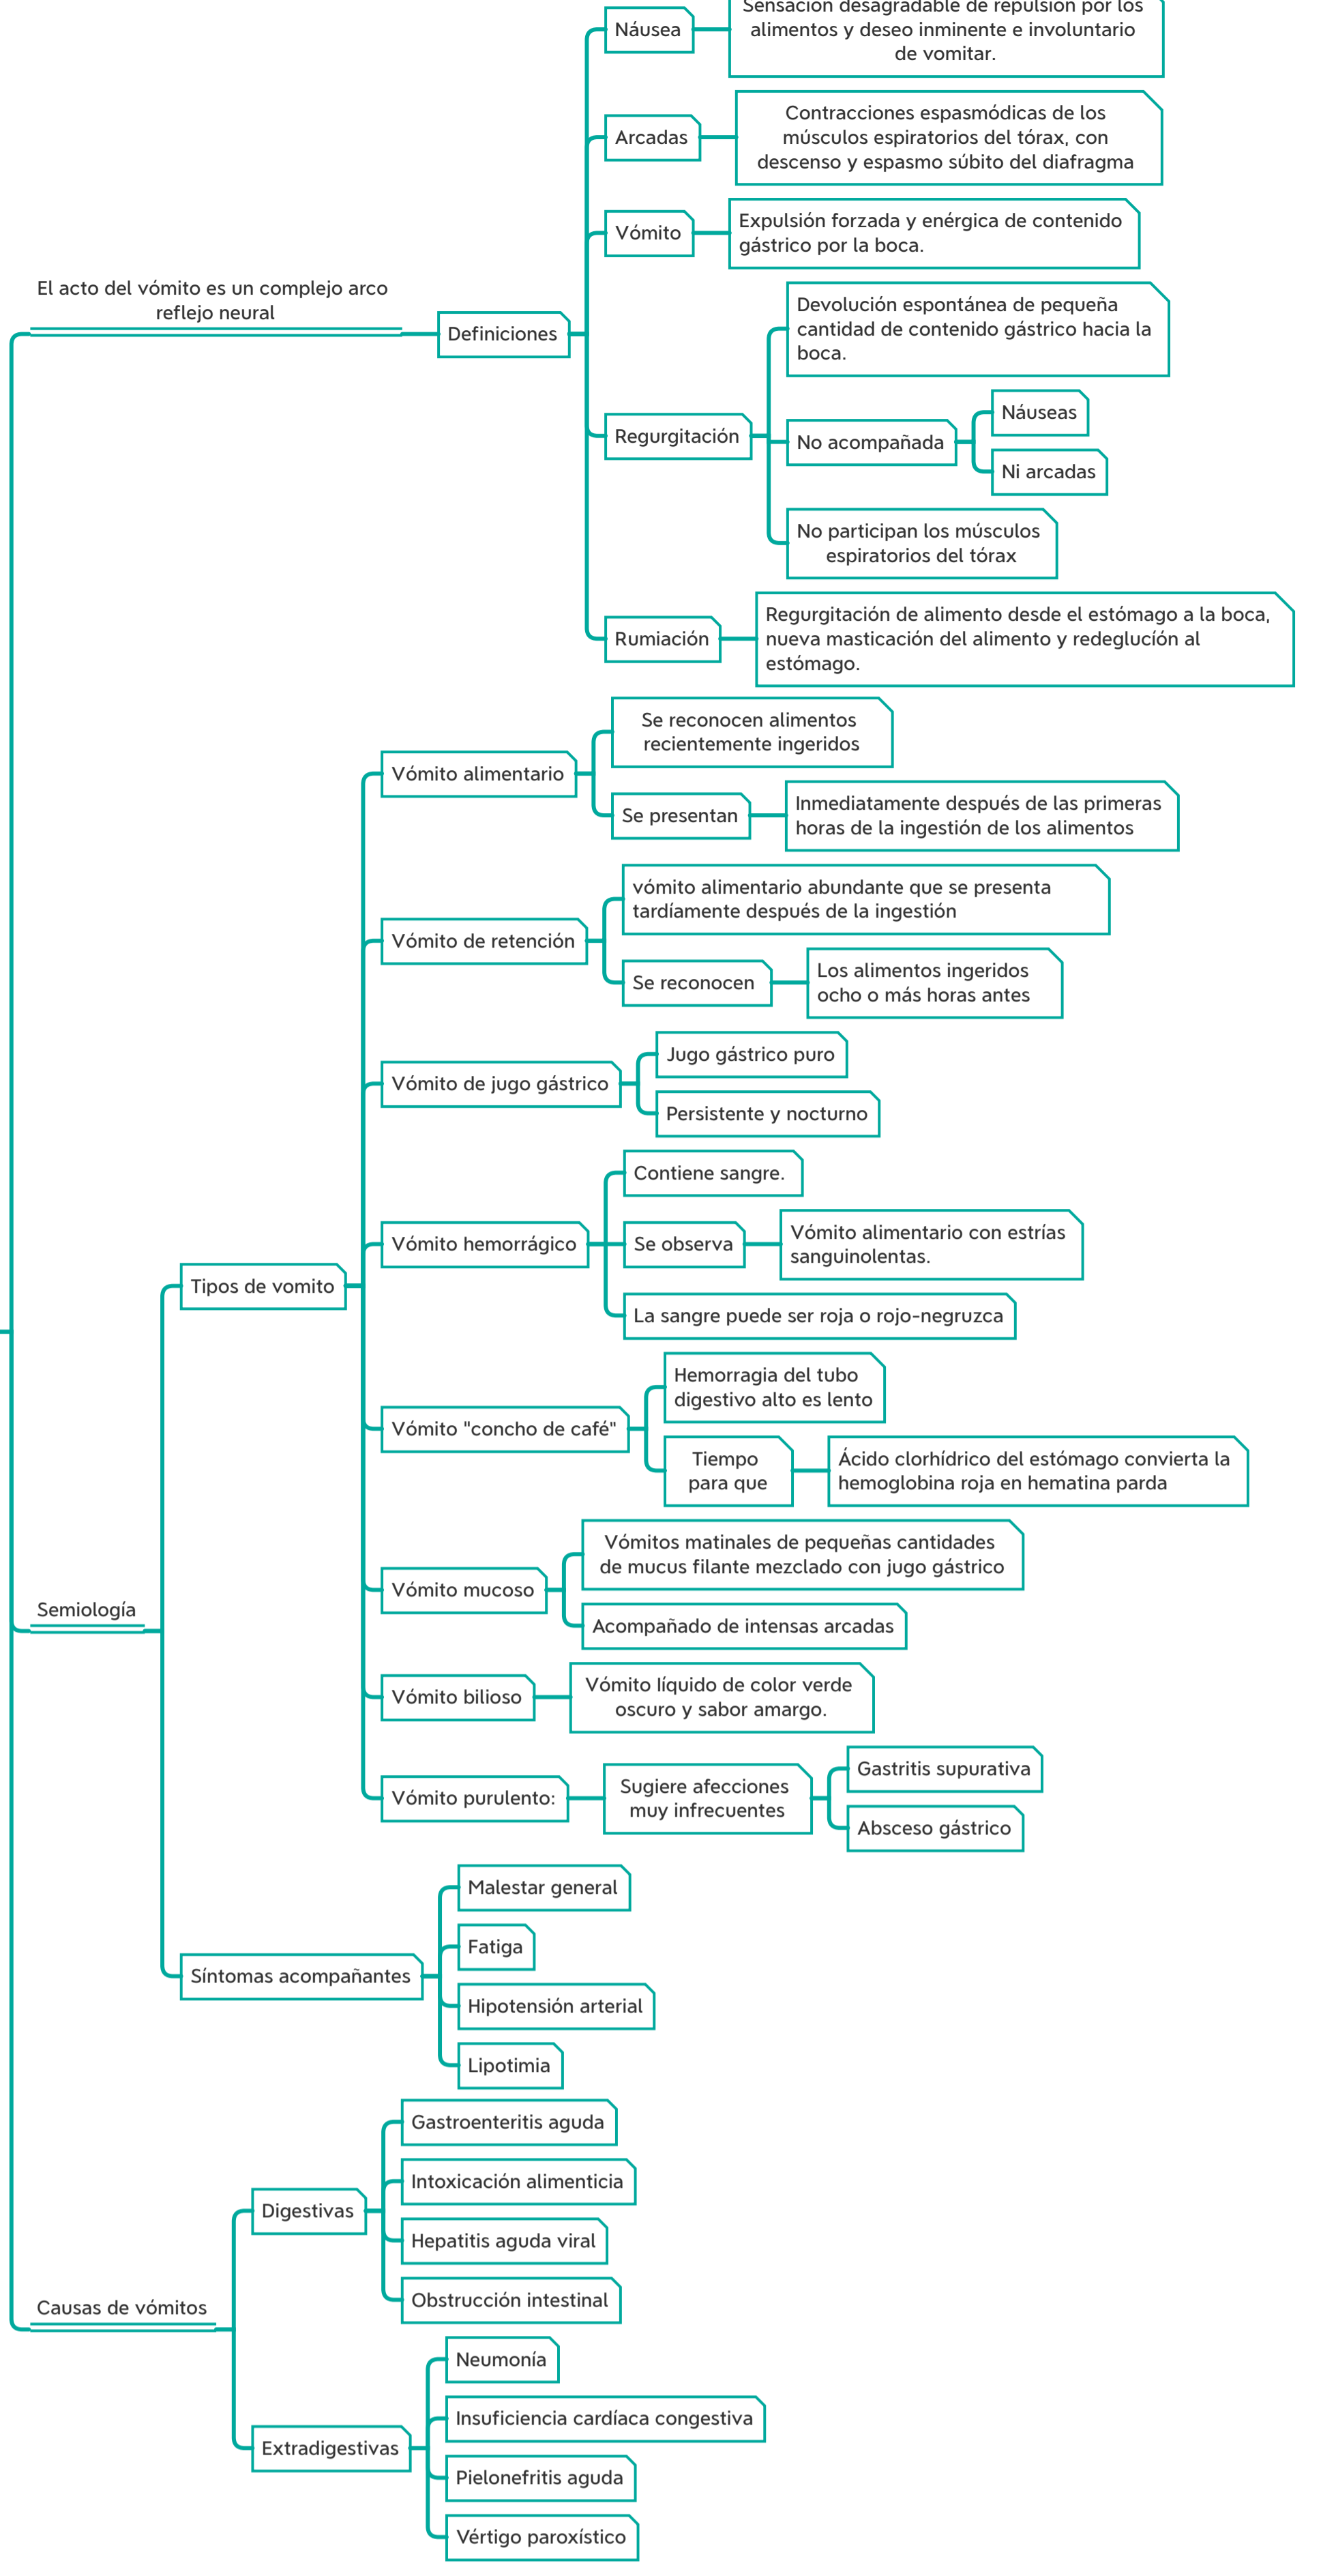 Sensación desagradable de repulsión por los
Náusea
alimentos y deseo inminente e involuntario
de vomitar.
Contracciones espasmódicas de los
Arcadas
músculos espiratorios del tórax, con
descenso y espasmo súbito del diafragma
Vómito
Expulsión forzada y enérgica de contenido
gástrico por la boca.
El acto del vómito es un complejo arco
reflejo neural
Definiciones
Devolución espontánea de pequeña
cantidad de contenido gástrico hacia la
boca.
Regurgitación
No acompañada
Náuseas
Ni arcadas
No participan los músculos
espiratorios del tórax
Rumiación
Regurgitación de alimento desde el estómago a la boca,
nueva masticación del alimento y redeglucíón al
estómago.
Se reconocen alimentos
recientemente ingeridos
Vómito alimentario
Se presentan
Inmediatamente después de las primeras
horas de la ingestión de los alimentos
vómito alimentario abundante que se presenta
tardíamente después de la ingestión
Vómito de retención
Se reconocen
Los alimentos ingeridos
ocho o más horas antes
Jugo gástrico puro
Vómito de jugo gástrico
Persistente y nocturno
Contiene sangre.
Vómito hemorrágico
Se observa
Vómito alimentario con estrías
sanguinolentas.
La sangre puede ser roja o rojo-negruzca
Tipos de vomito
Hemorragia del tubo
digestivo alto es lento
Vómito "concho de café"
Tiempo
para que
Ácido clorhídrico del estómago convierta la
hemoglobina roja en hematina parda
Vómitos matinales de pequeñas cantidades
de mucus filante mezclado con jugo gástrico
Vómito mucoso
Acompañado de intensas arcadas
Semiología
Vómito bilioso
Vómito líquido de color verde
oscuro y sabor amargo.
Vómito purulento:
Sugiere afecciones
muy infrecuentes
Gastritis supurativa
Absceso gástrico
Malestar general
Fatiga
Síntomas acompañantes
Hipotensión arterial
Lipotimia
Gastroenteritis aguda
Intoxicación alimenticia
Digestivas
Hepatitis aguda viral
Obstrucción intestinal
Causas de vómitos
Neumonía
Insuficiencia cardíaca congestiva
Extradigestivas
Pielonefritis aguda
Vértigo paroxístico